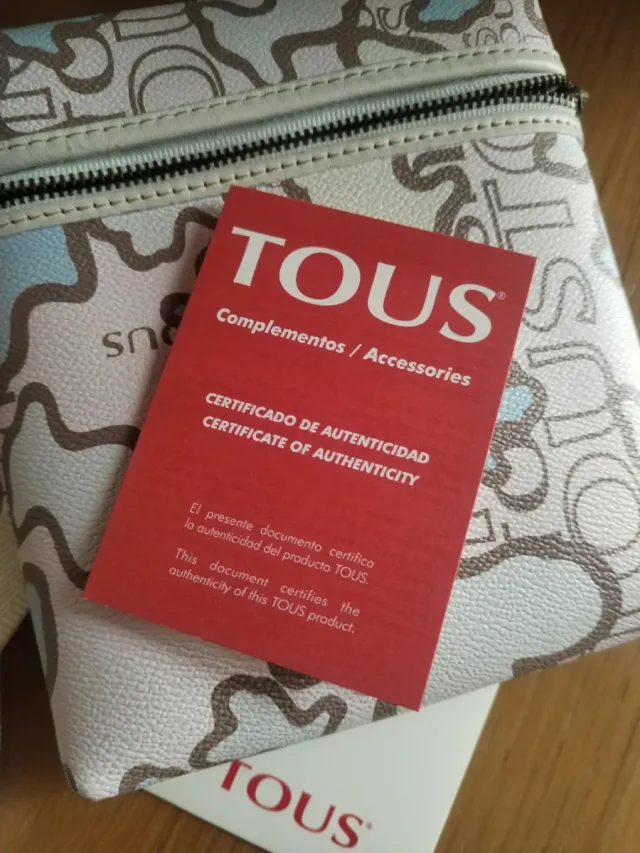 TOUS®
Complementos / Accessories
CERTIFICADO DE AUTENTICIDAD
CERTIFICATE OF AUTHENTICITY
El presente documento certifica
la autenticidad del producto TOUS.
This document certifies the
authenticity of this TOUS product.
TOUS®